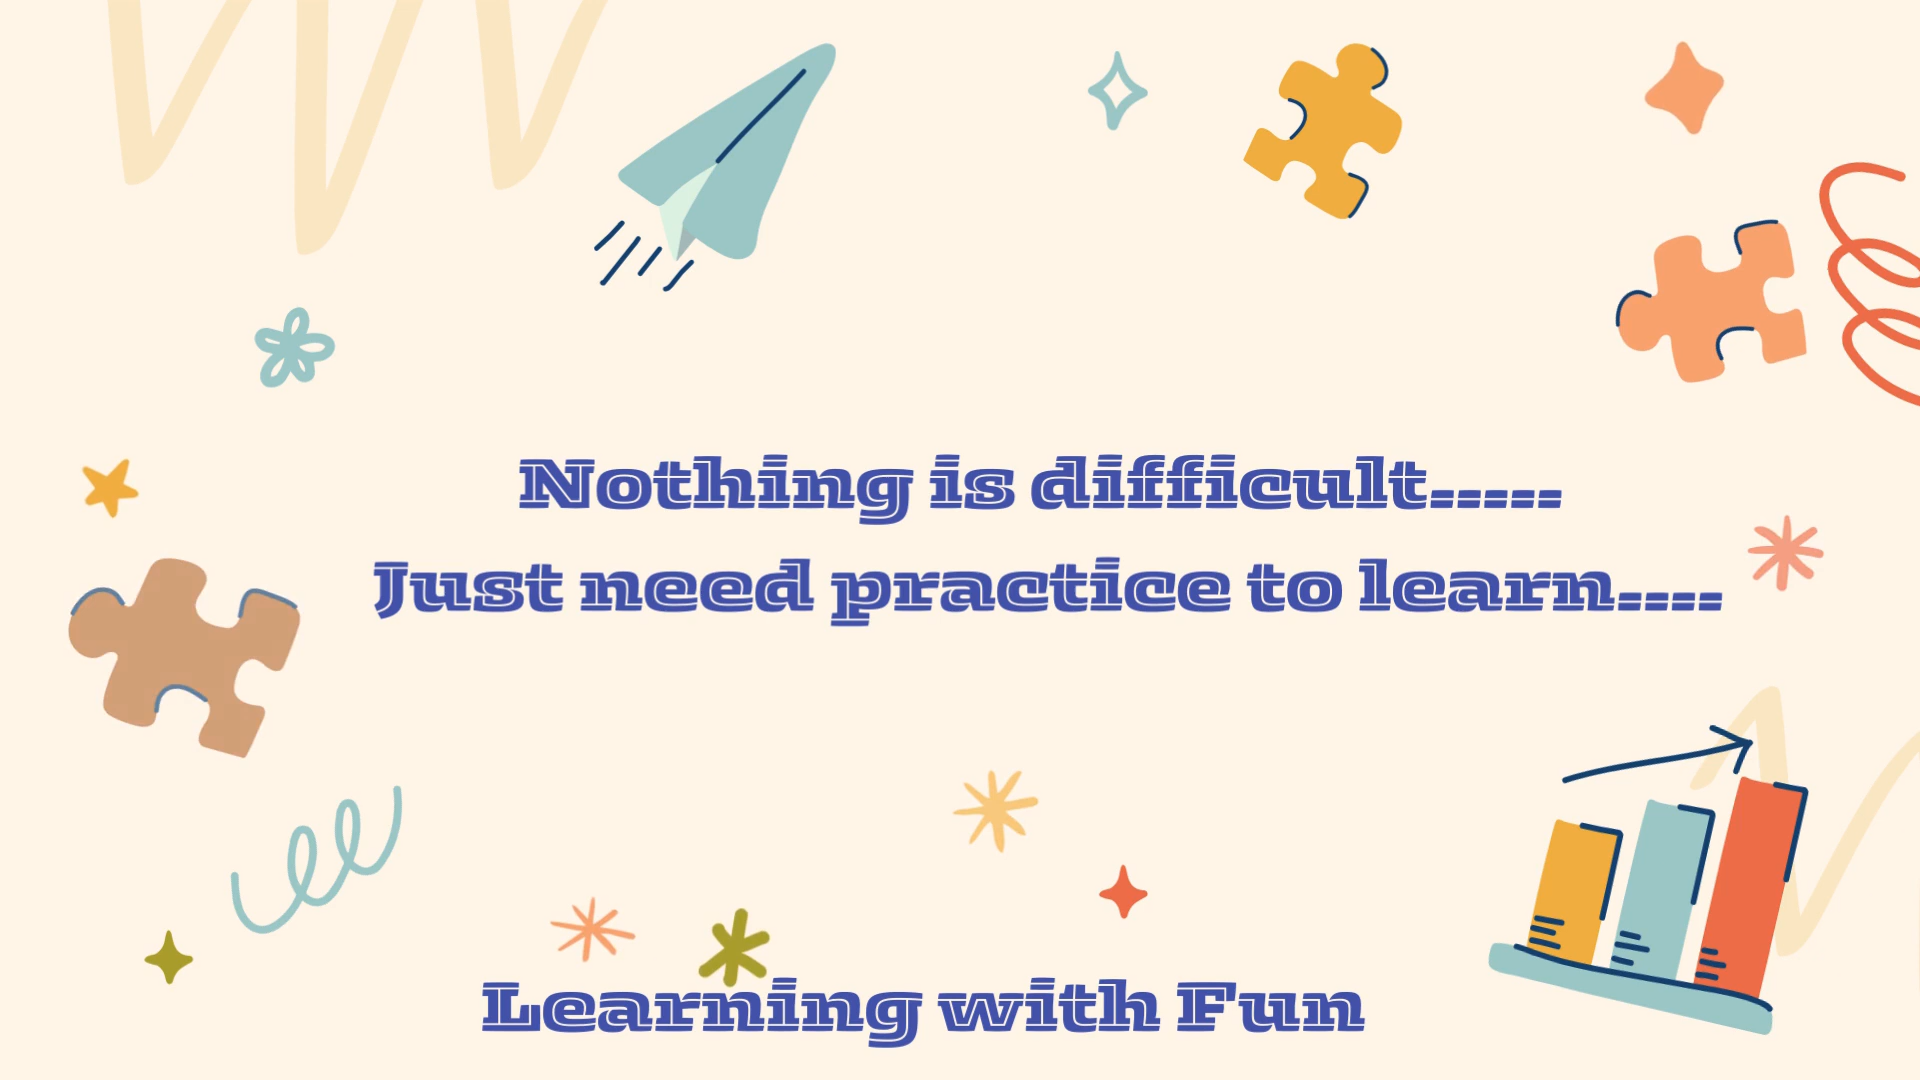 Nothing is difficult.....
Just need practice to learn....
Learning with Fun